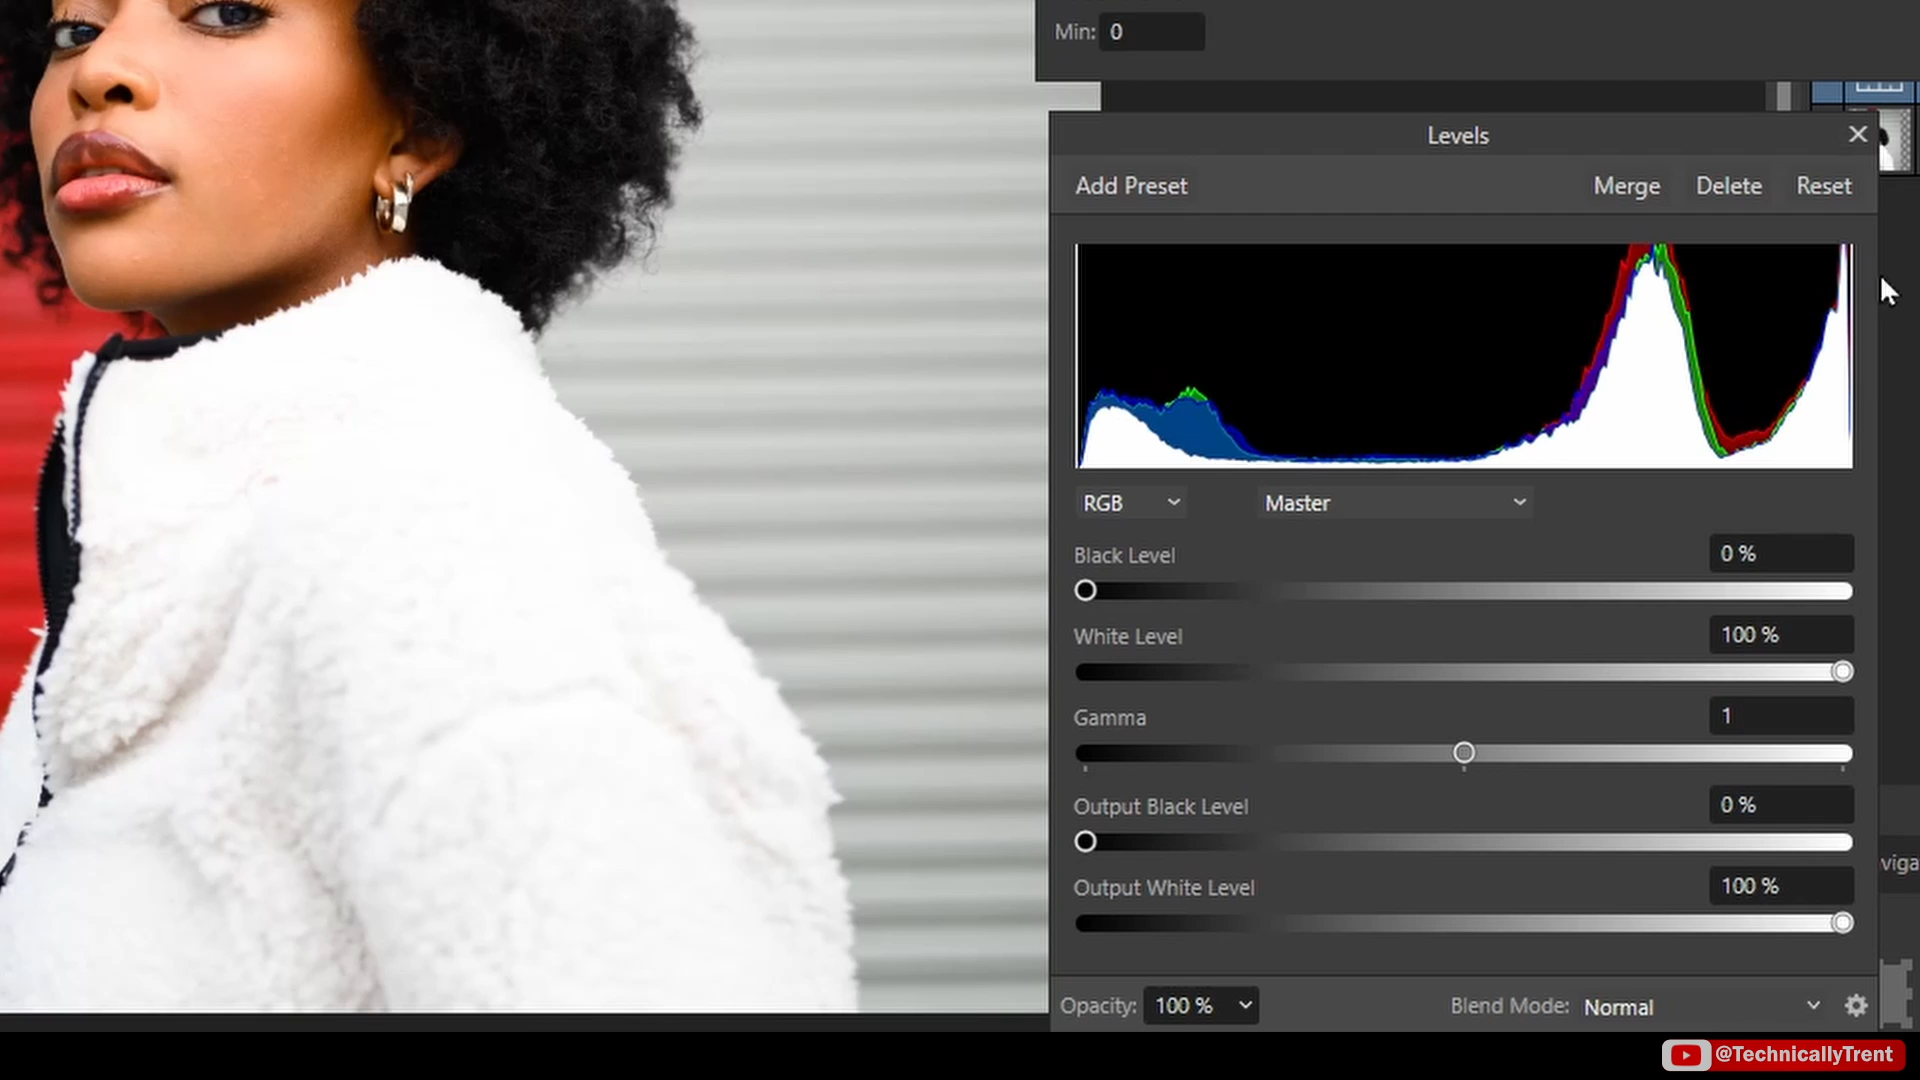 Min: 0
Levels
Add Preset Merge Delete Reset
RGB Master
Black Level 0 %
White Level 100 %
Gamma 1
Output Black Level 0 %
Output White Level 100 %
Opacity: 100 % Blend Mode: Normal
@TechnicallyTrent